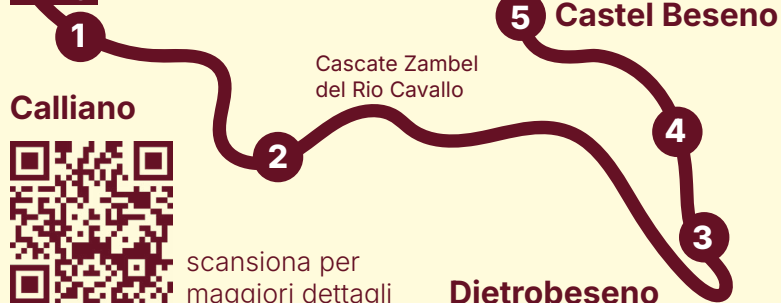 5 Castel Beseno
1
Cascate Zambel
del Rio Cavallo
Calliano
4
2
3
scansiona per
maggiori dettagli
Dietrobeseno